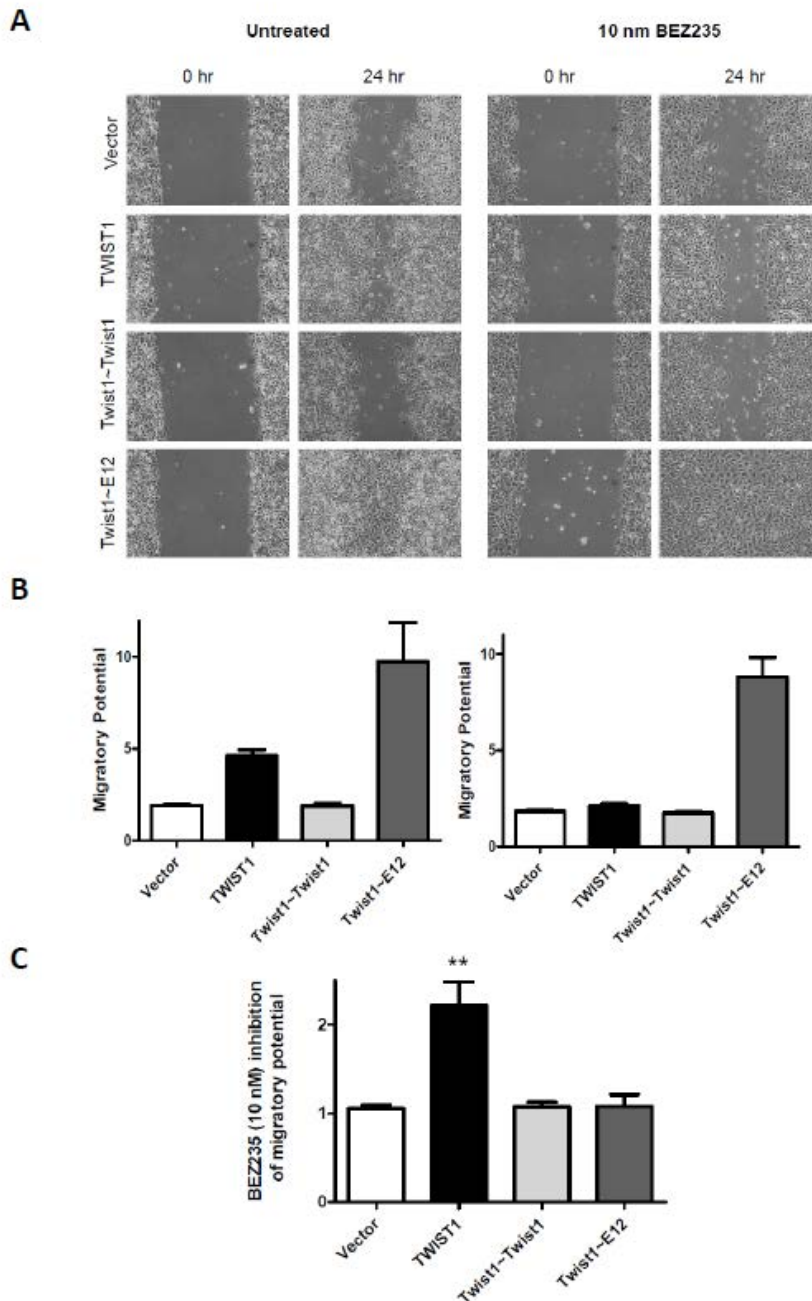 A
Untreated
10 nm BEZ235
0 hr
24 hr
0 hr
24 hr
Vector
TWIST1
Twist1~Twist1
Twist1~E12
B
Migratory Potential
10
5
0
Vector
TWIST1
Twist1~Twist1
Twist1~E12
Migratory Potential
10
5
0
Vector
TWIST1
Twist1~Twist1
Twist1~E12
C
BEZ235 (10 nM) inhibition
of migratory potential
2
1
0
**
Vector
TWIST1
Twist1~Twist1
Twist1~E12